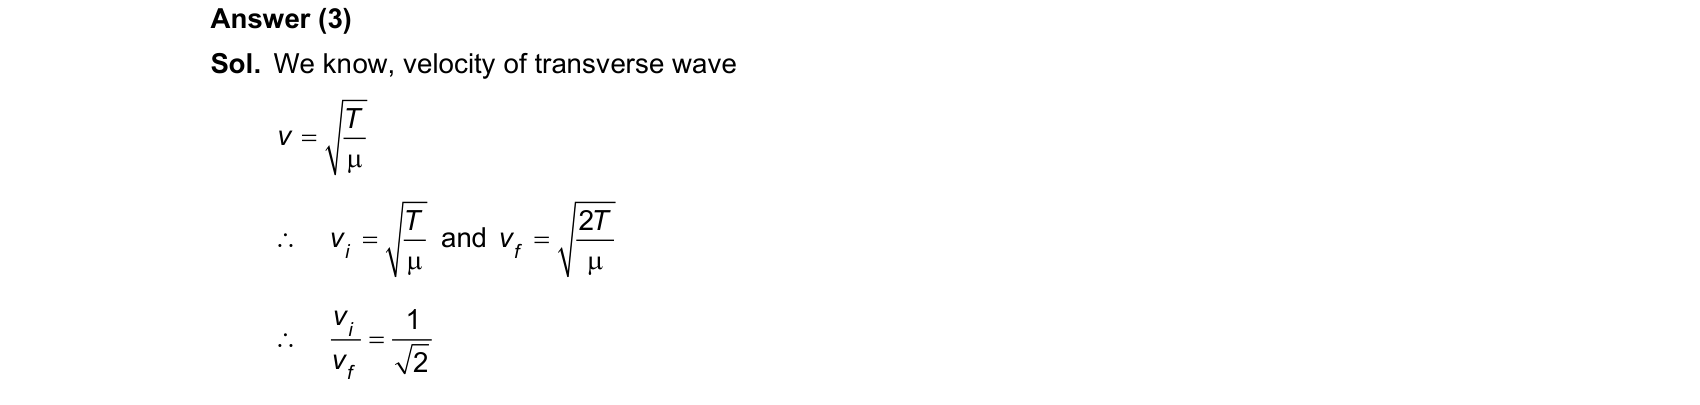 Answer (3)
Sol. We know, velocity of transverse wave
v = √(T/μ)
∴ v_i = √(T/μ) and v_f = √(2T/μ)
∴ v_i/v_f = 1/√2